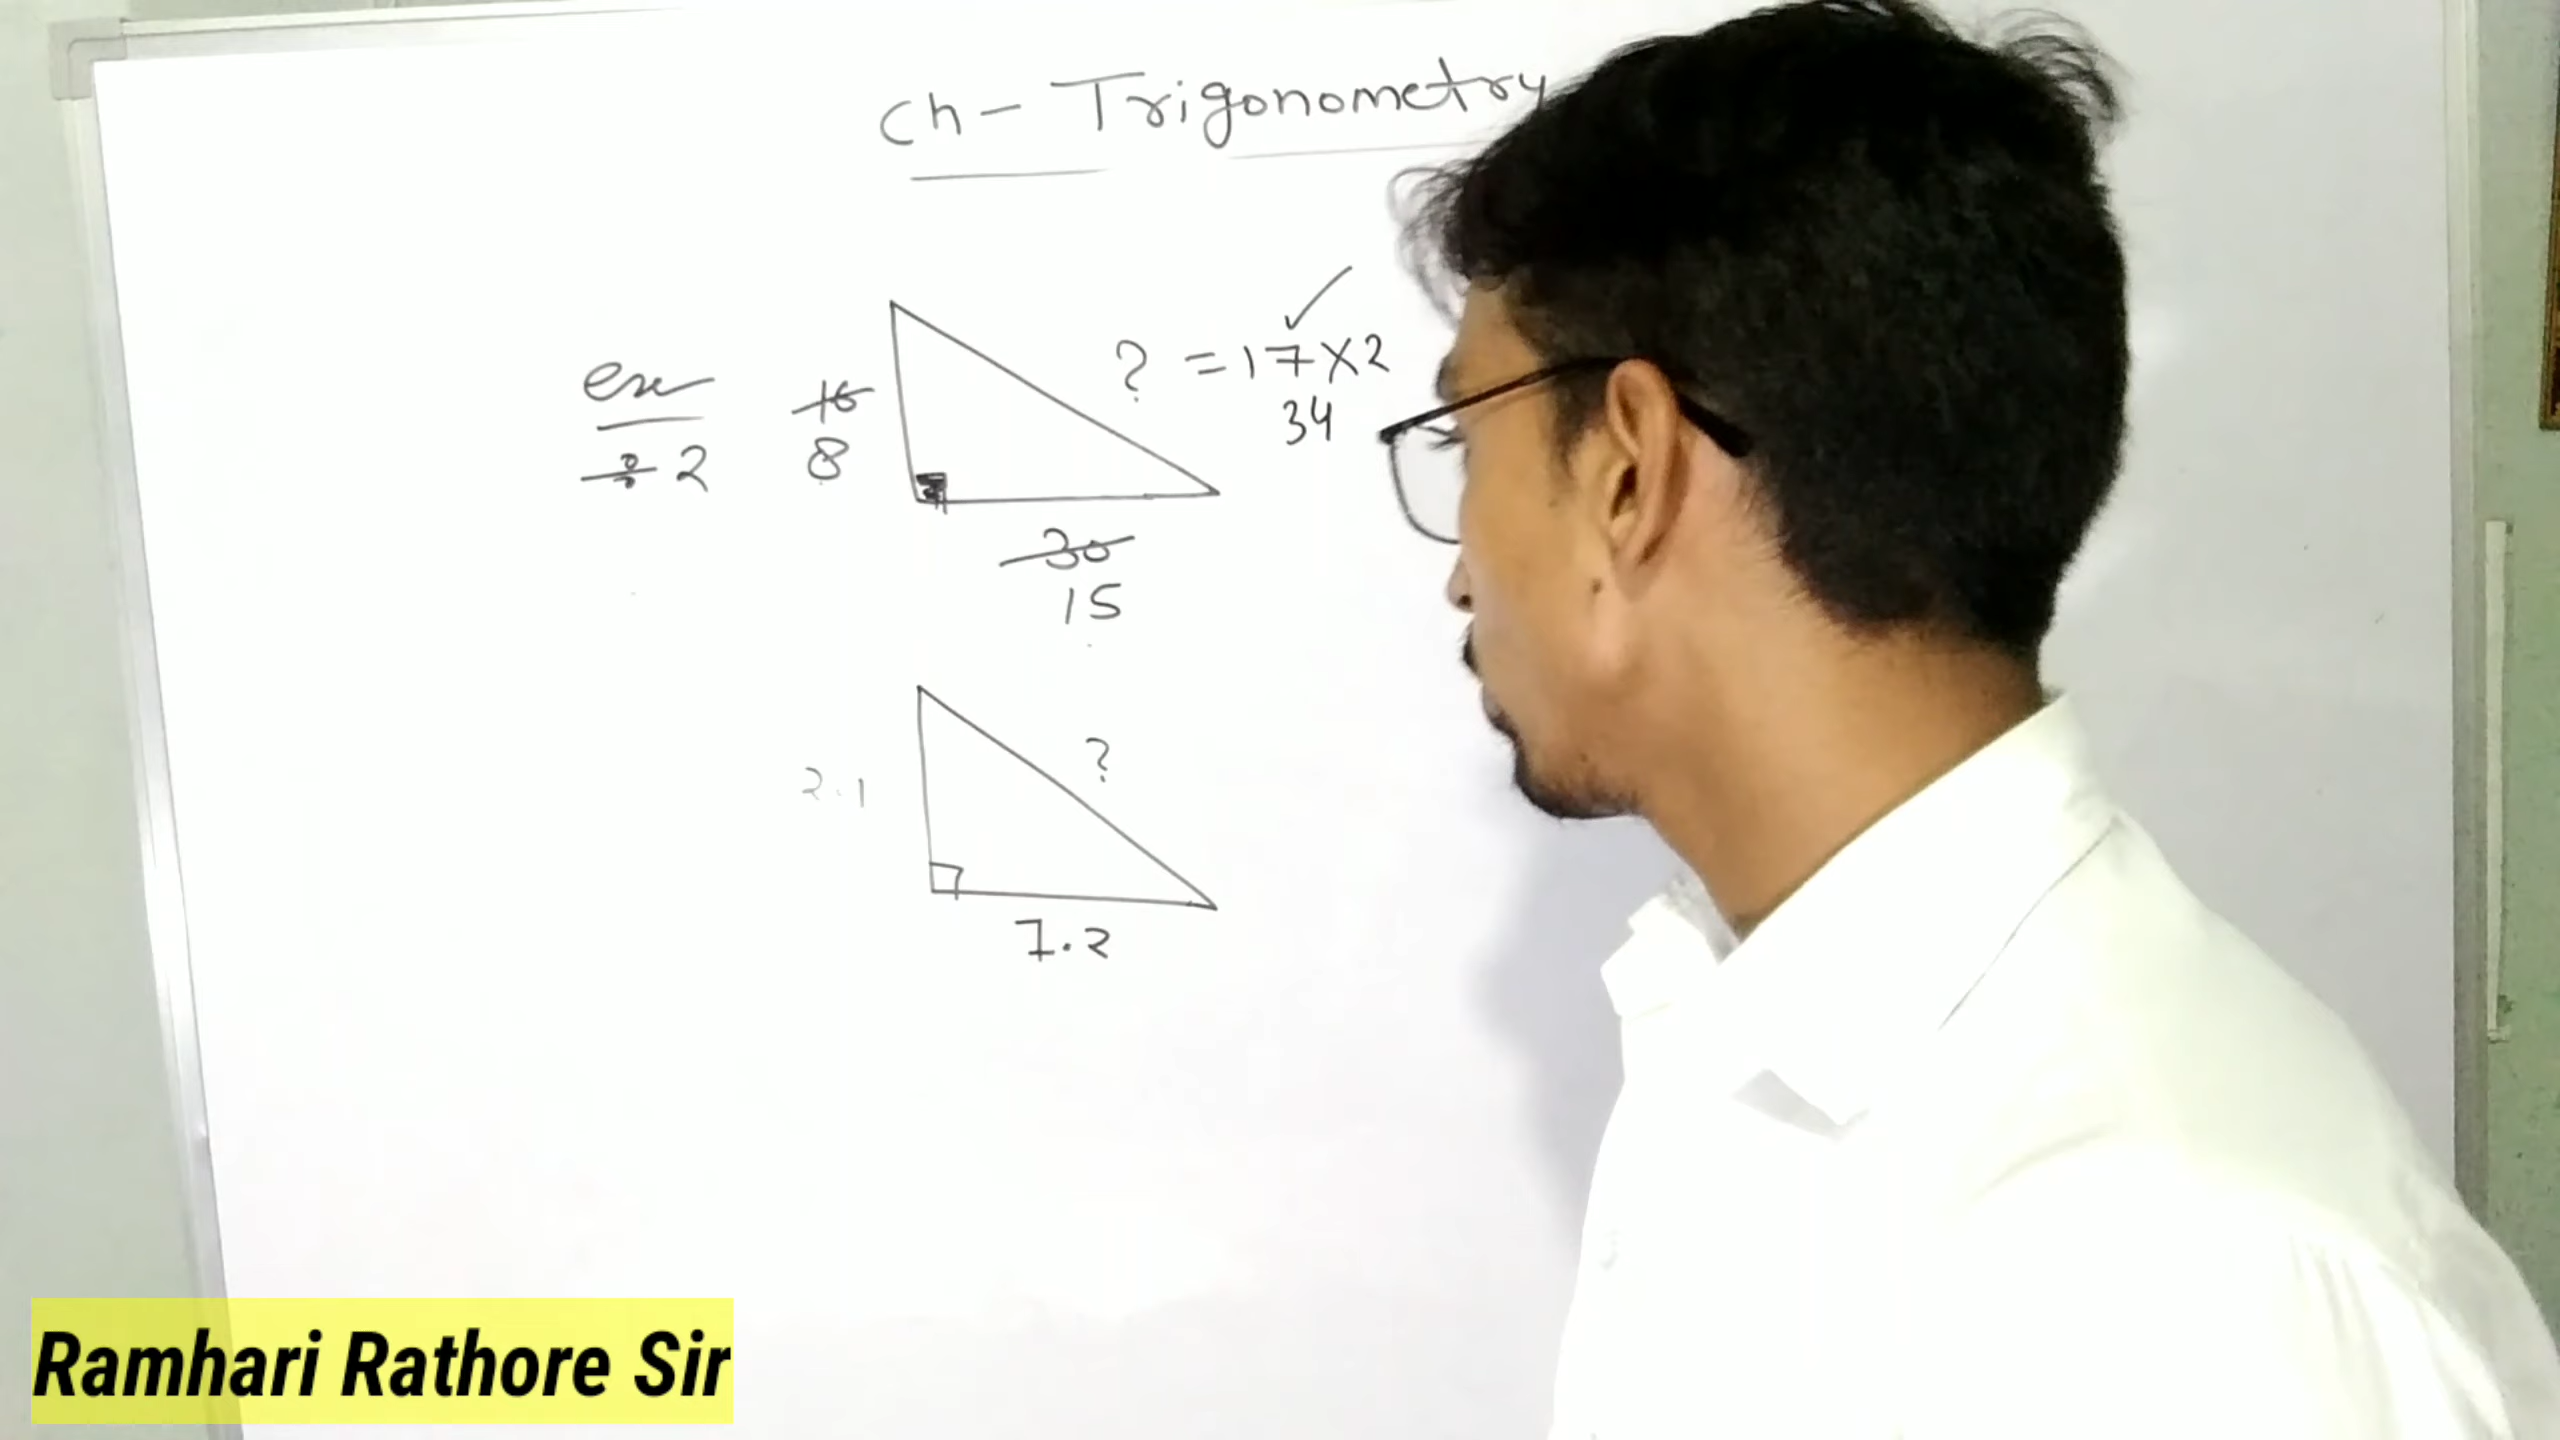 Ch - Trigonometry
ex
÷ 2
16
8
? = 17 × 2
34
30
15
2.1
?
7.2
Ramhari Rathore Sir